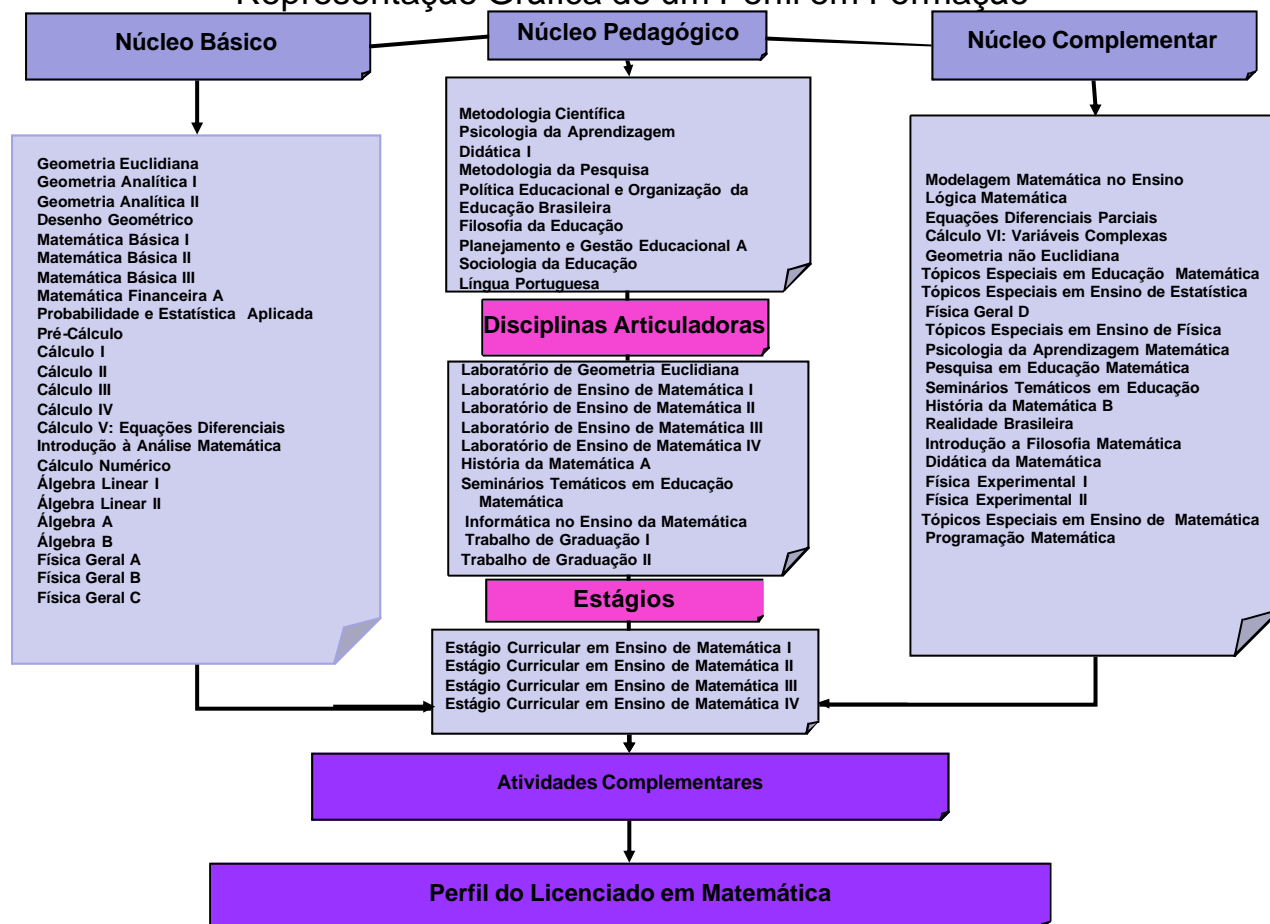 Representação Gráfica de um Perfil em Formação
Núcleo Básico
Núcleo Pedagógico
Núcleo Complementar
Geometria Euclidiana
Geometria Analítica I
Geometria Analítica II
Desenho Geométrico
Matemática Básica I
Matemática Básica II
Matemática Básica III
Matemática Financeira A
Probabilidade e Estatística Aplicada
Pré-Cálculo
Cálculo I
Cálculo II
Cálculo III
Cálculo IV
Cálculo V: Equações Diferenciais
Introdução à Análise Matemática
Cálculo Numérico
Álgebra Linear I
Álgebra Linear II
Álgebra A
Álgebra B
Física Geral A
Física Geral B
Física Geral C
Metodologia Científica
Psicologia da Aprendizagem
Didática I
Metodologia da Pesquisa
Política Educacional e Organização da
Educação Brasileira
Filosofia da Educação
Planejamento e Gestão Educacional A
Sociologia da Educação
Língua Portuguesa
Disciplinas Articuladoras
Laboratório de Geometria Euclidiana
Laboratório de Ensino de Matemática I
Laboratório de Ensino de Matemática II
Laboratório de Ensino de Matemática III
Laboratório de Ensino de Matemática IV
História da Matemática A
Seminários Temáticos em Educação
Matemática
Informática no Ensino da Matemática
Trabalho de Graduação I
Trabalho de Graduação II
Estágios
Estágio Curricular em Ensino de Matemática I
Estágio Curricular em Ensino de Matemática II
Estágio Curricular em Ensino de Matemática III
Estágio Curricular em Ensino de Matemática IV
Modelagem Matemática no Ensino
Lógica Matemática
Equações Diferenciais Parciais
Cálculo VI: Variáveis Complexas
Geometria não Euclidiana
Tópicos Especiais em Educação Matemática
Tópicos Especiais em Ensino de Estatística
Física Geral D
Tópicos Especiais em Ensino de Física
Psicologia da Aprendizagem Matemática
Pesquisa em Educação Matemática
Seminários Temáticos em Educação
História da Matemática B
Realidade Brasileira
Introdução a Filosofia Matemática
Didática da Matemática
Física Experimental I
Física Experimental II
Tópicos Especiais em Ensino de Matemática
Programação Matemática
Atividades Complementares
Perfil do Licenciado em Matemática